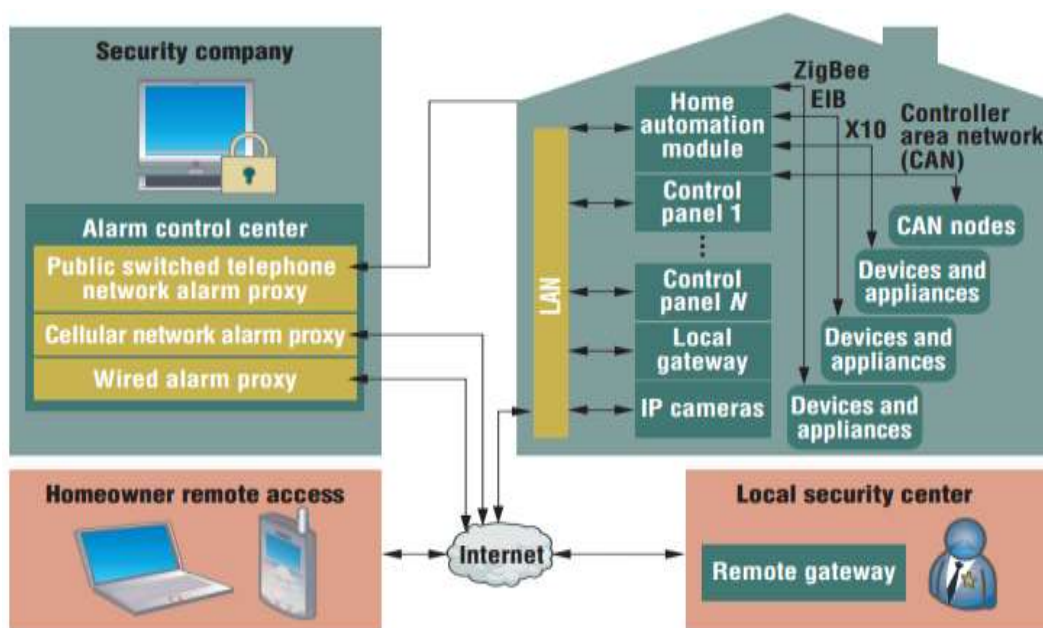 Security company
Alarm control center
Public switched telephone
network alarm proxy
Cellular network alarm proxy
Wired alarm proxy
LAN
Home
automation
module
Control
panel 1
Control
panel N
Local
gateway
IP cameras
ZigBee
EIB
X10
Controller
area network
(CAN)
CAN nodes
Devices and
appliances
Devices and
appliances
Devices and
appliances
Homeowner remote access
Internet
Local security center
Remote gateway